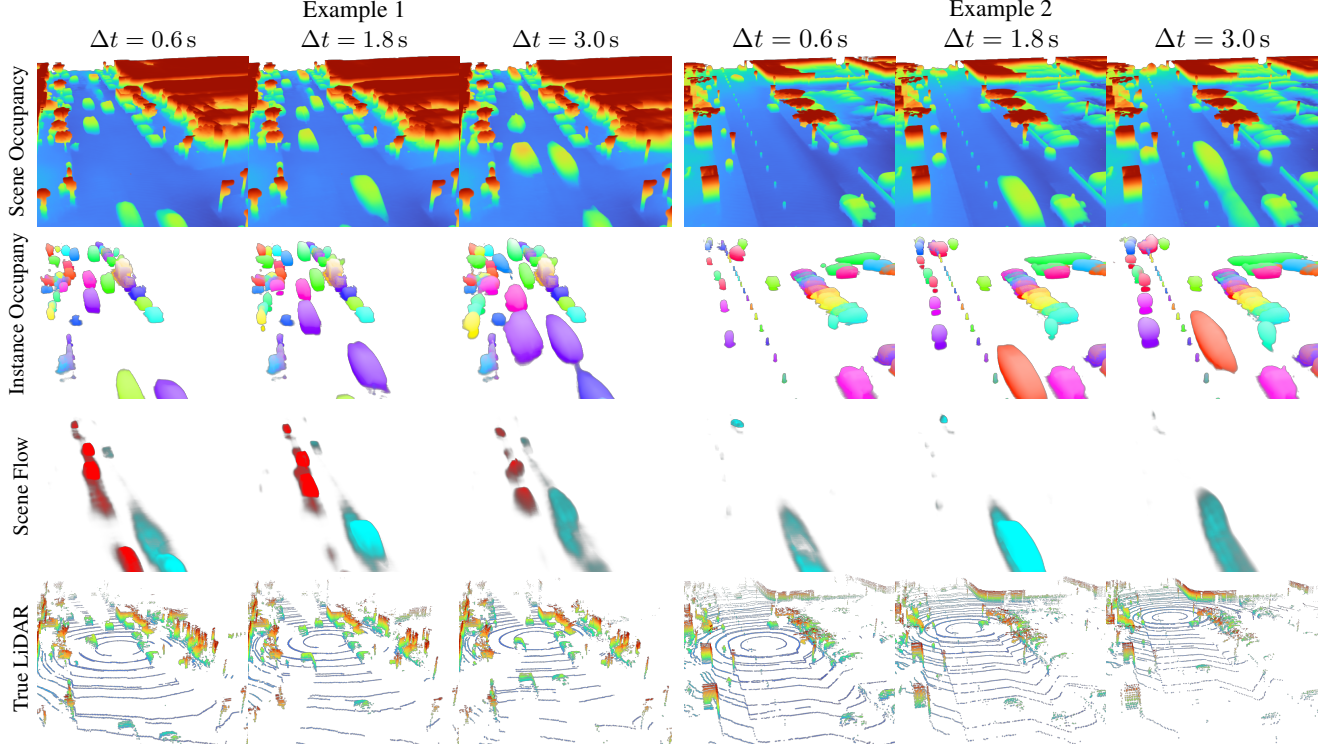 Example 1
Example 2
Δt = 0.6 s
Δt = 1.8 s
Δt = 3.0 s
Δt = 0.6 s
Δt = 1.8 s
Δt = 3.0 s
Scene Occupancy
Instance Occupany
Scene Flow
True LiDAR